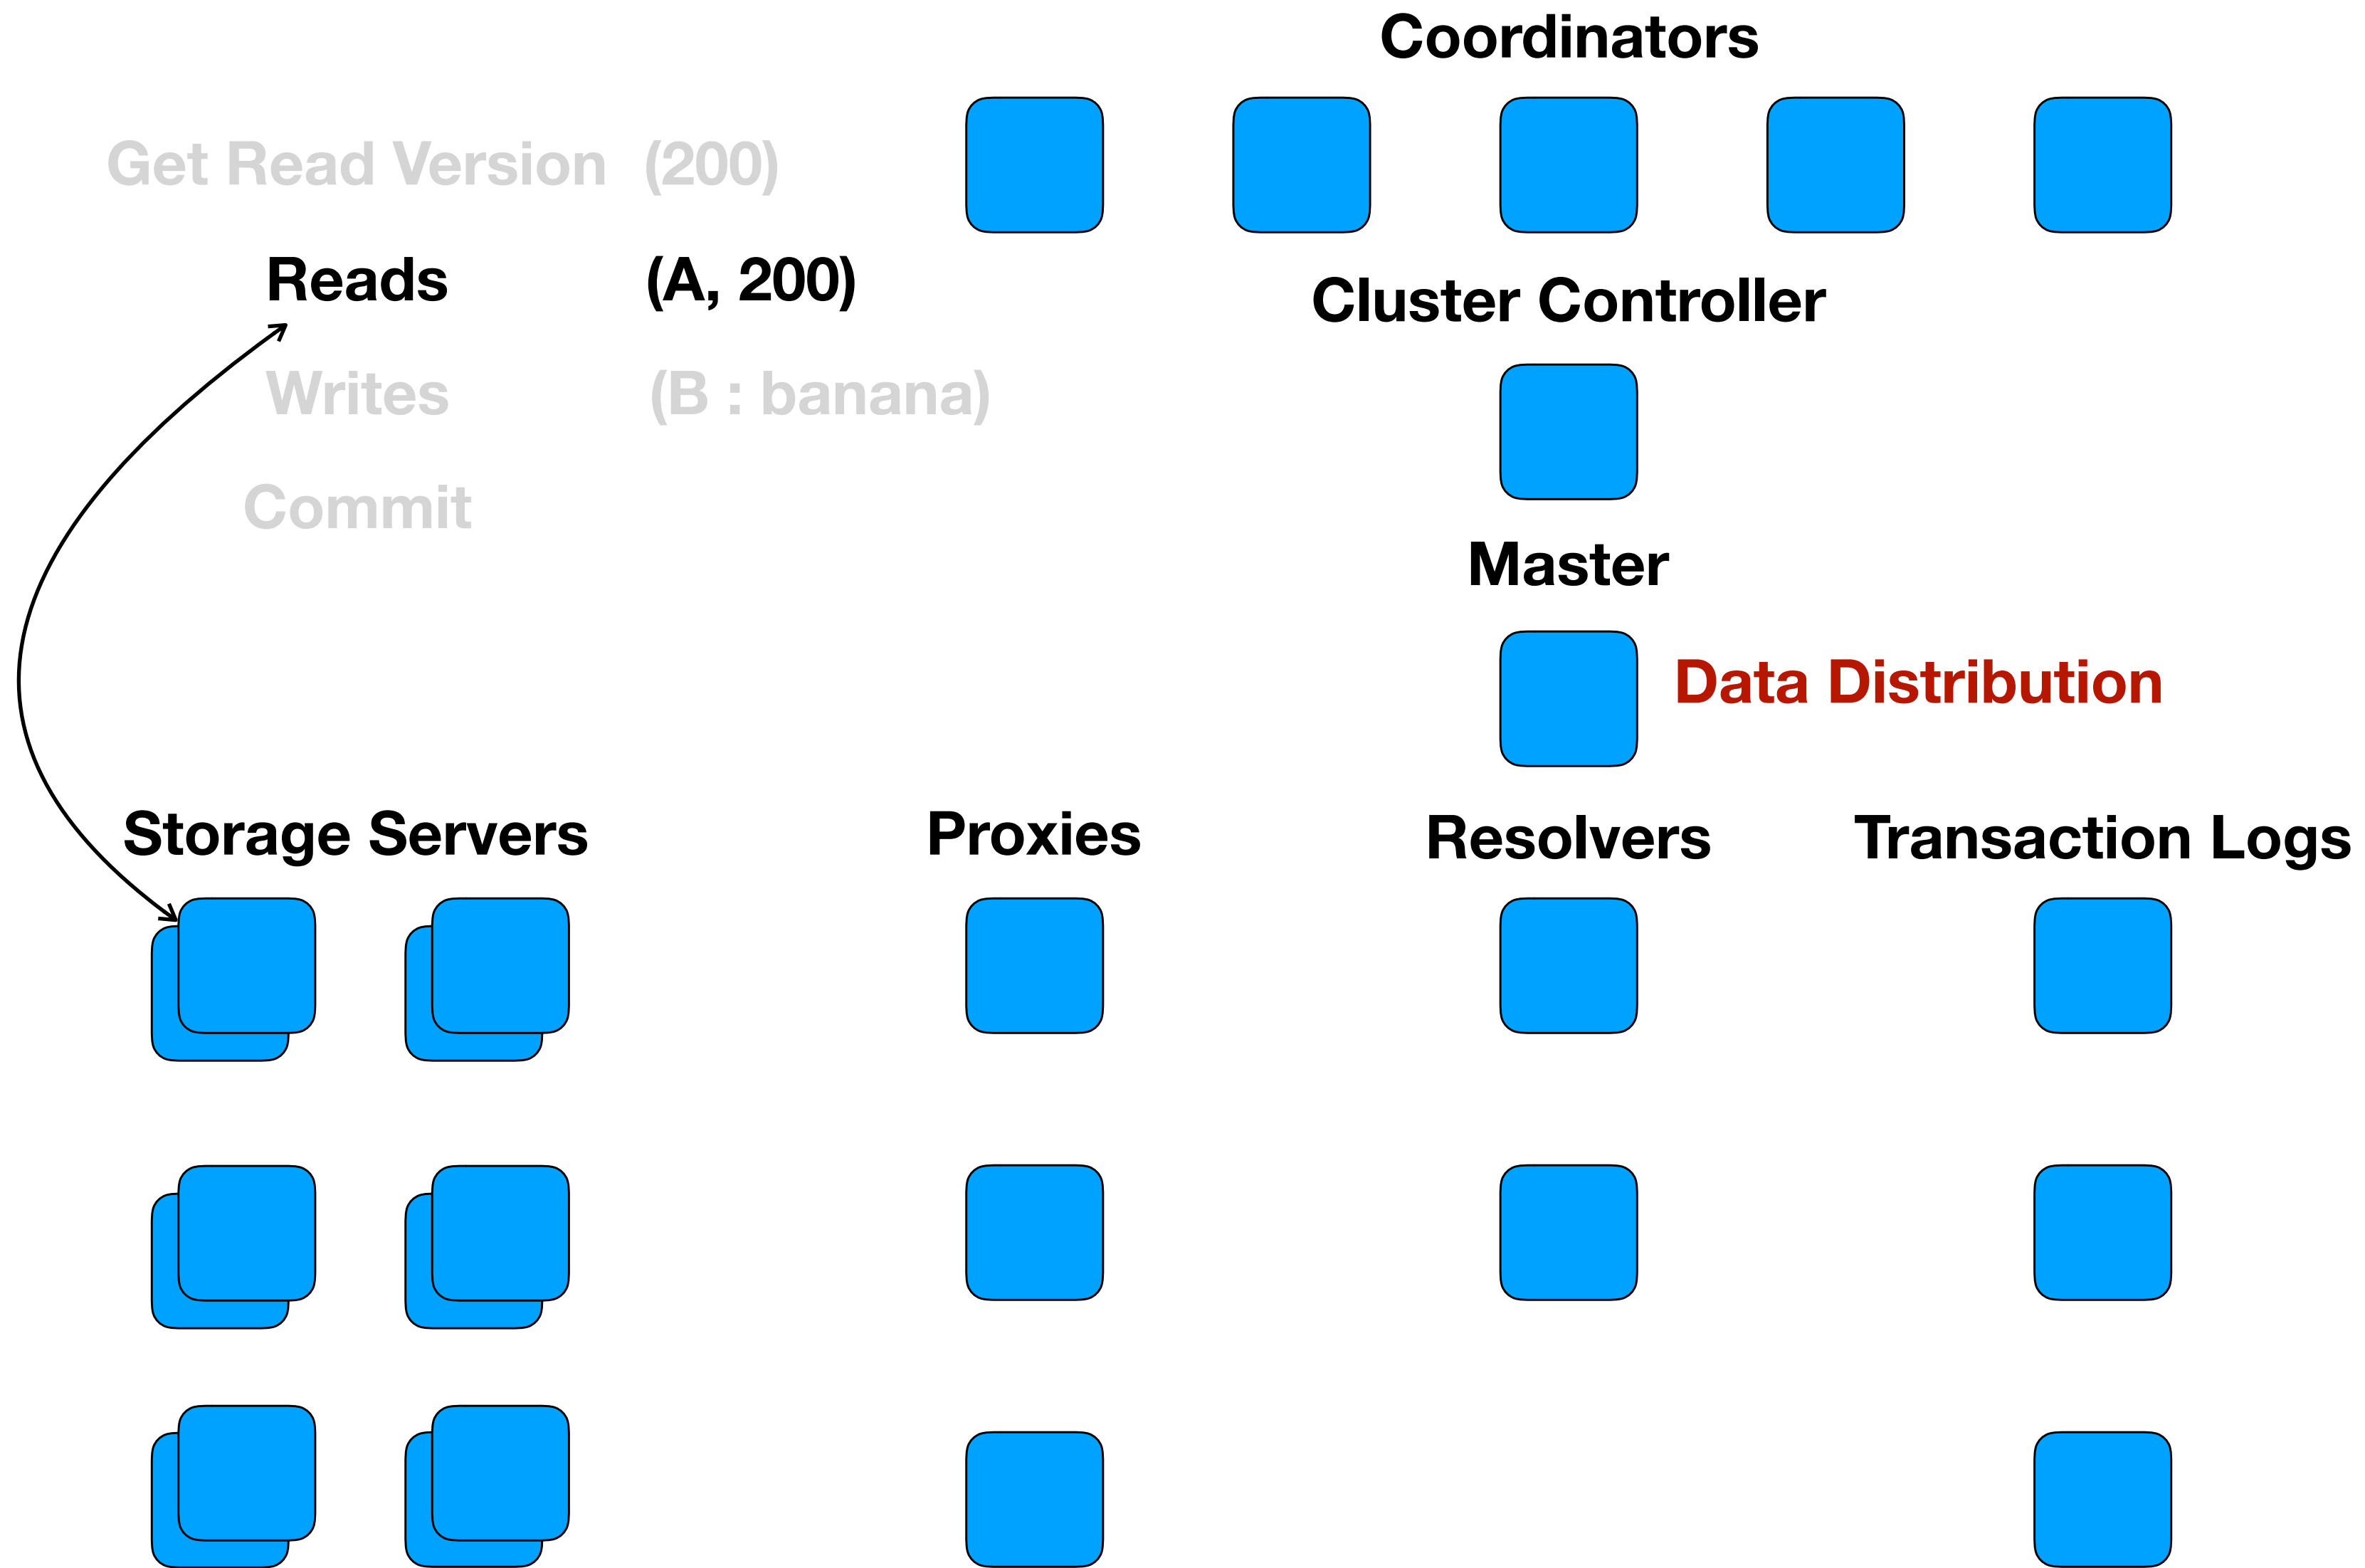 Coordinators
Get Read Version (200)
Reads (A, 200)
Cluster Controller
Writes (B : banana)
Commit
Master
Data Distribution
Storage Servers
Proxies
Resolvers
Transaction Logs